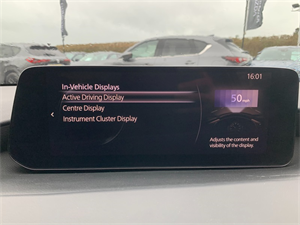 16:01
In-Vehicle Displays
Active Driving Display
Centre Display
Instrument Cluster Display
50 mph
Adjusts the content and
visibility of the display.